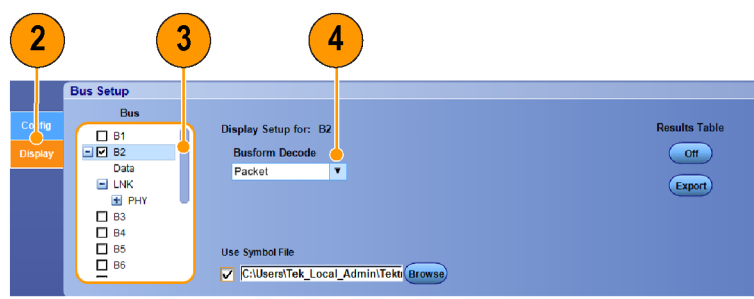 2 3 4
Bus Setup
Bus
Config
Display
B1
B2
Data
LNK
PHY
B3
B4
B5
B6
Display Setup for: B2
Busform Decode
Packet
Use Symbol File
C:\Users\Tek_Local_Admin\Tekt
Browse
Results Table
Off
Export